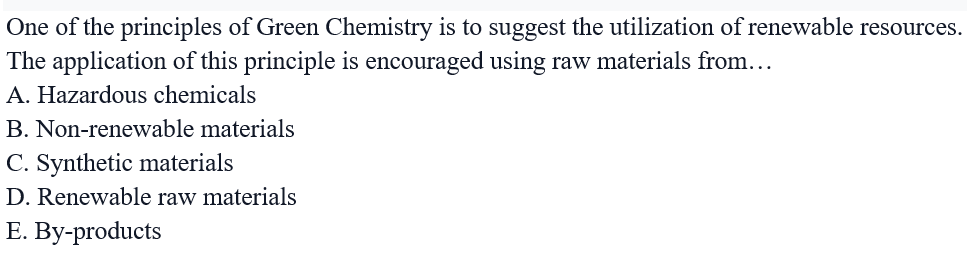 One of the principles of Green Chemistry is to suggest the utilization of renewable resources.
The application of this principle is encouraged using raw materials from…
A. Hazardous chemicals
B. Non-renewable materials
C. Synthetic materials
D. Renewable raw materials
E. By-products